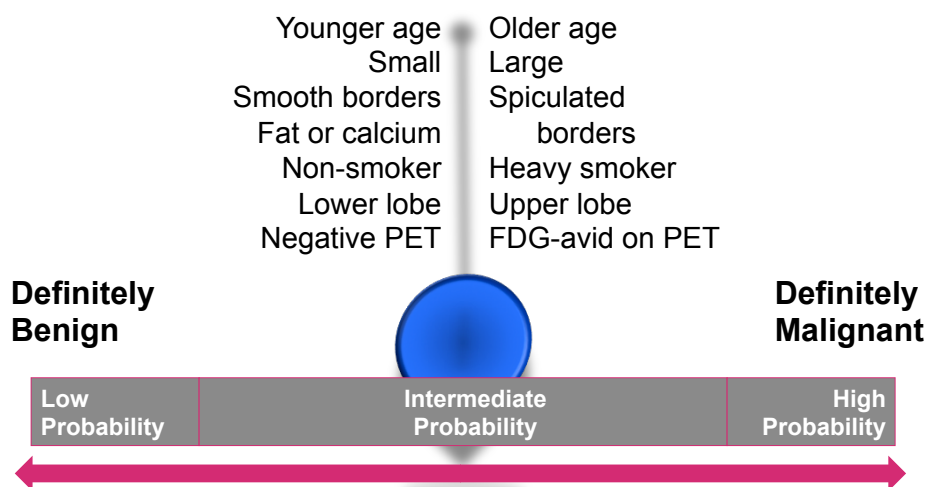 Younger age
Small
Smooth borders
Fat or calcium
Non-smoker
Lower lobe
Negative PET
Older age
Large
Spiculated
borders
Heavy smoker
Upper lobe
FDG-avid on PET
Definitely
Benign
Definitely
Malignant
Low
Probability
Intermediate
Probability
High
Probability